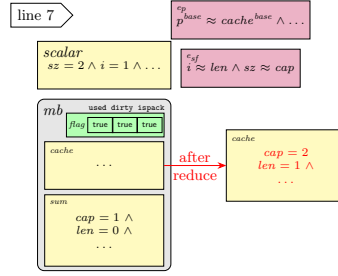 line 7
e_p
p^base ≈ cache^base ∧ ...
scalar
sz = 2 ∧ i = 1 ∧ ...
e_sf
i ≈ len ∧ sz ≈ cap
mb
used dirty ispack
flag true true true
cache
...
after
reduce
cache
cap = 2
len = 1 ∧
...
sum
cap = 1 ∧
len = 0 ∧
...